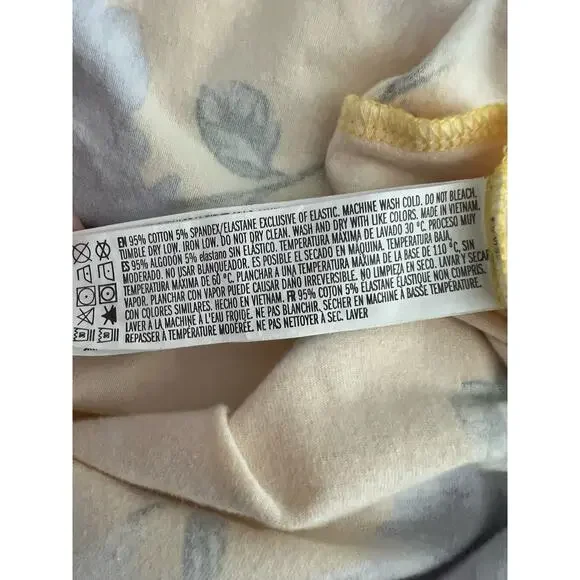 EN 95% COTTON 5% SPANDEX/ELASTANE EXCLUSIVE OF ELASTIC. MACHINE WASH COLD. DO NOT BLEACH.
TUMBLE DRY LOW. IRON LOW. DO NOT DRY CLEAN. WASH AND DRY WITH LIKE COLORS. MADE IN VIETNAM.
ES 95% ALGODÓN 5% elastano SIN ELÁSTICO. TEMPERATURA MÁXIMA DE LAVADO 30 °C. PROCESO MUY
MODERADO. NO USAR BLANQUEADOR. ES POSIBLE EL SECADO EN MÁQUINA. TEMPERATURA BAJA,
TEMPERATURA MÁXIMA DE 60 °C. PLANCHAR A UNA TEMPERATURA MÁXIMA DE LA BASE DE 110 °C SIN
VAPOR. PLANCHAR CON VAPOR PUEDE CAUSAR DAÑO IRREVERSIBLE. NO LIMPIEZA EN SECO. LAVAR Y SECAR
CON COLORES SIMILARES. HECHO EN VIETNAM. FR 95% COTON 5% ELASTANE ÉLASTIQUE NON COMPRIS.
LAVER À LA MACHINE À L'EAU FROIDE. NE PAS BLANCHIR, SÉCHER EN MACHINE À BASSE TEMPÉRATURE.
REPASSER À TEMPÉRATURE MODÉRÉE. NE PAS NETTOYER À SEC. LAVER